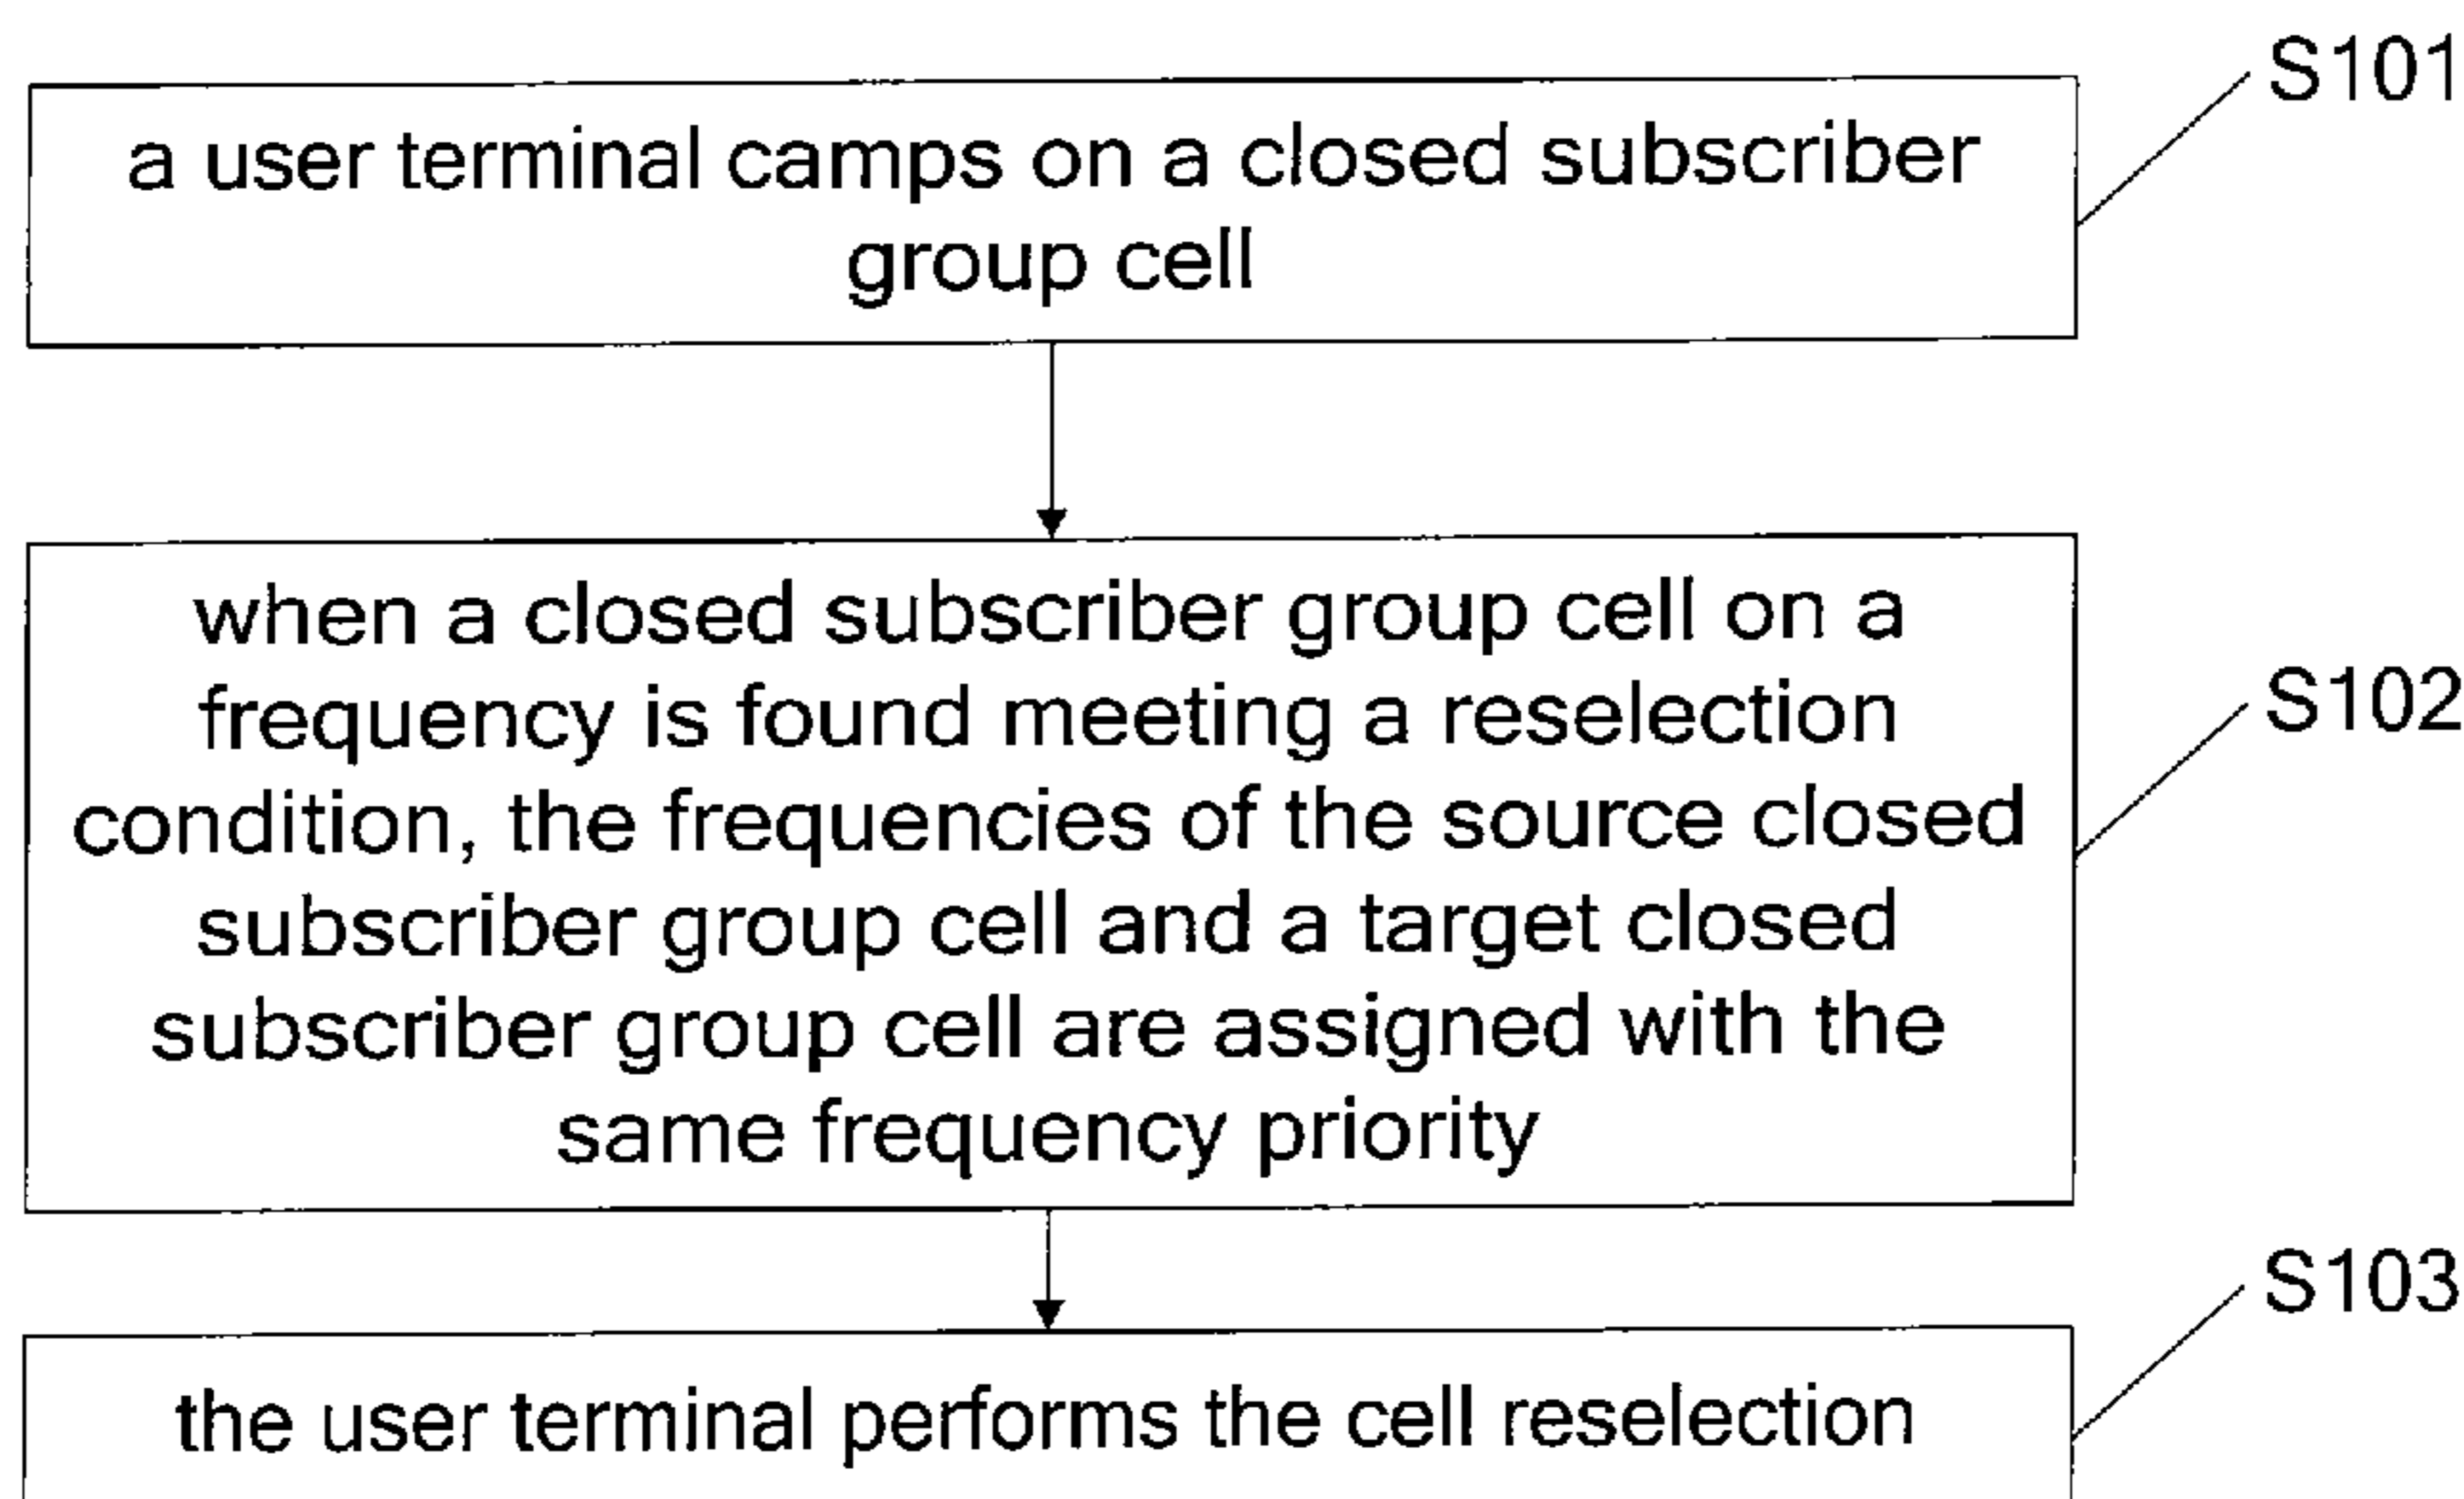 S101
a user terminal camps on a closed subscriber
group cell
when a closed subscriber group cell on a
frequency is found meeting a reselection
condition, the frequencies of the source closed
subscriber group cell and a target closed
subscriber group cell are assigned with the
same frequency priority
S102
S103
the user terminal performs the cell reselection